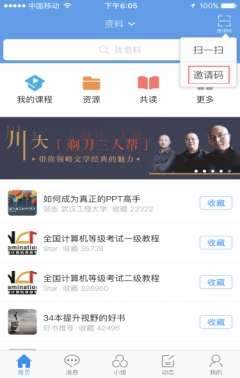 中国移动
下午6:05
资料
邀请码
找资料
扫一扫
邀请码
我的课程
资源
共读
更多
川大「剃刀三人帮」
带你领略文学经典的魅力
如何成为真正的PPT高手
张志 武汉工程大学 收藏 22322
收藏
全国计算机等级考试一级教程
Star 收藏 35738
收藏
amination
全国计算机等级考试二级教程
Star 收藏 226960
收藏
amination
34本提升视野的好书
好书推荐 收藏 42496
收藏
首页
消息
小组
动态
我的